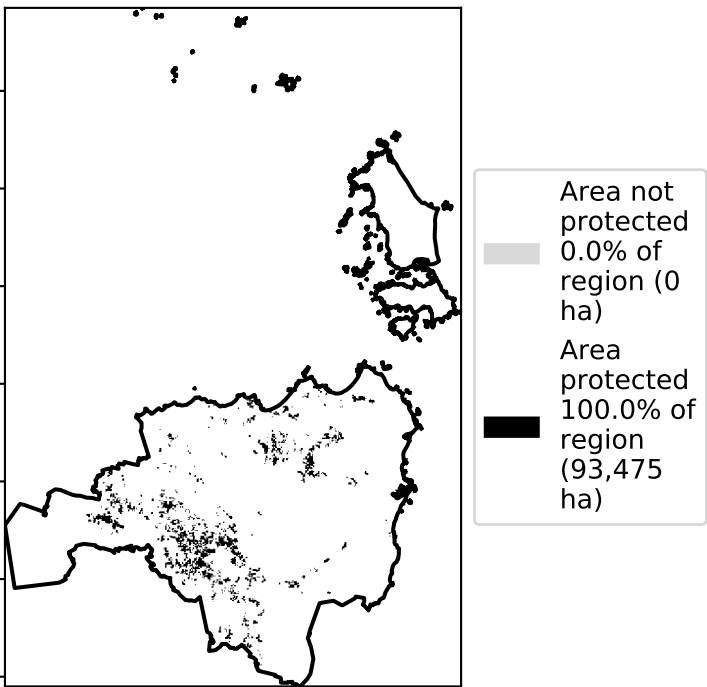 Area not
protected
0.0% of
region (0
ha)
Area
protected
100.0% of
region
(93,475
ha)